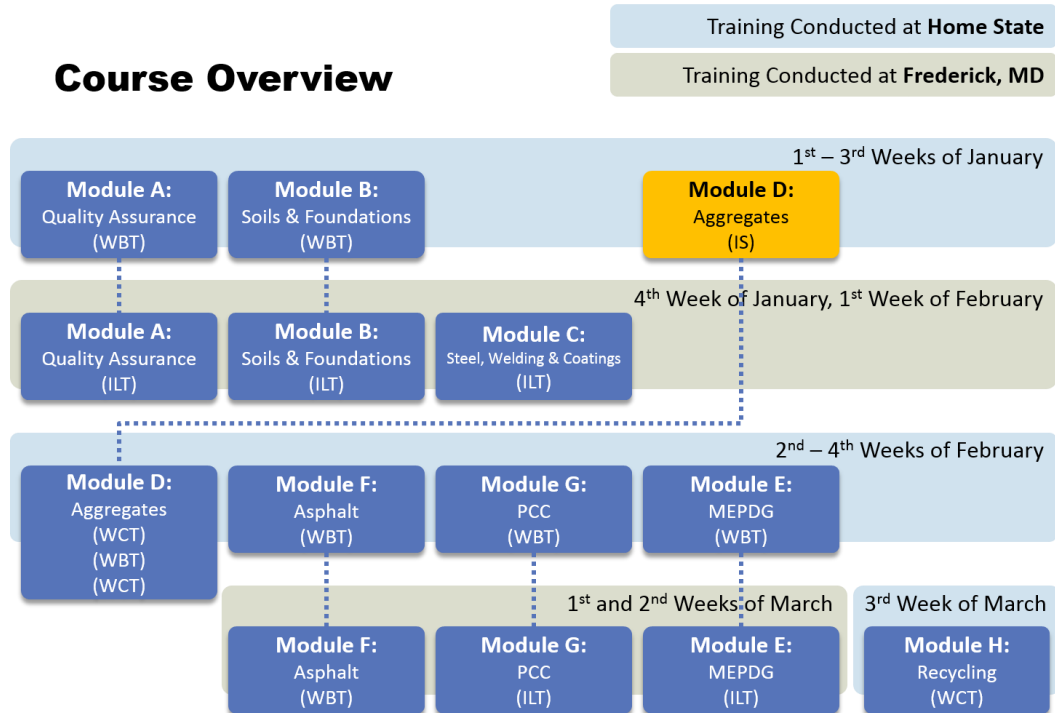 Training Conducted at Home State
Training Conducted at Frederick, MD
Course Overview
1st – 3rd Weeks of January
Module A:
Quality Assurance
(WBT)
Module B:
Soils & Foundations
(WBT)
Module D:
Aggregates
(IS)
4th Week of January, 1st Week of February
Module A:
Quality Assurance
(ILT)
Module B:
Soils & Foundations
(ILT)
Module C:
Steel, Welding & Coatings
(ILT)
2nd – 4th Weeks of February
Module D:
Aggregates
(WCT)
(WBT)
(WCT)
Module F:
Asphalt
(WBT)
Module G:
PCC
(WBT)
Module E:
MEPDG
(WBT)
1st and 2nd Weeks of March
3rd Week of March
Module F:
Asphalt
(WBT)
Module G:
PCC
(ILT)
Module E:
MEPDG
(ILT)
Module H:
Recycling
(WCT)